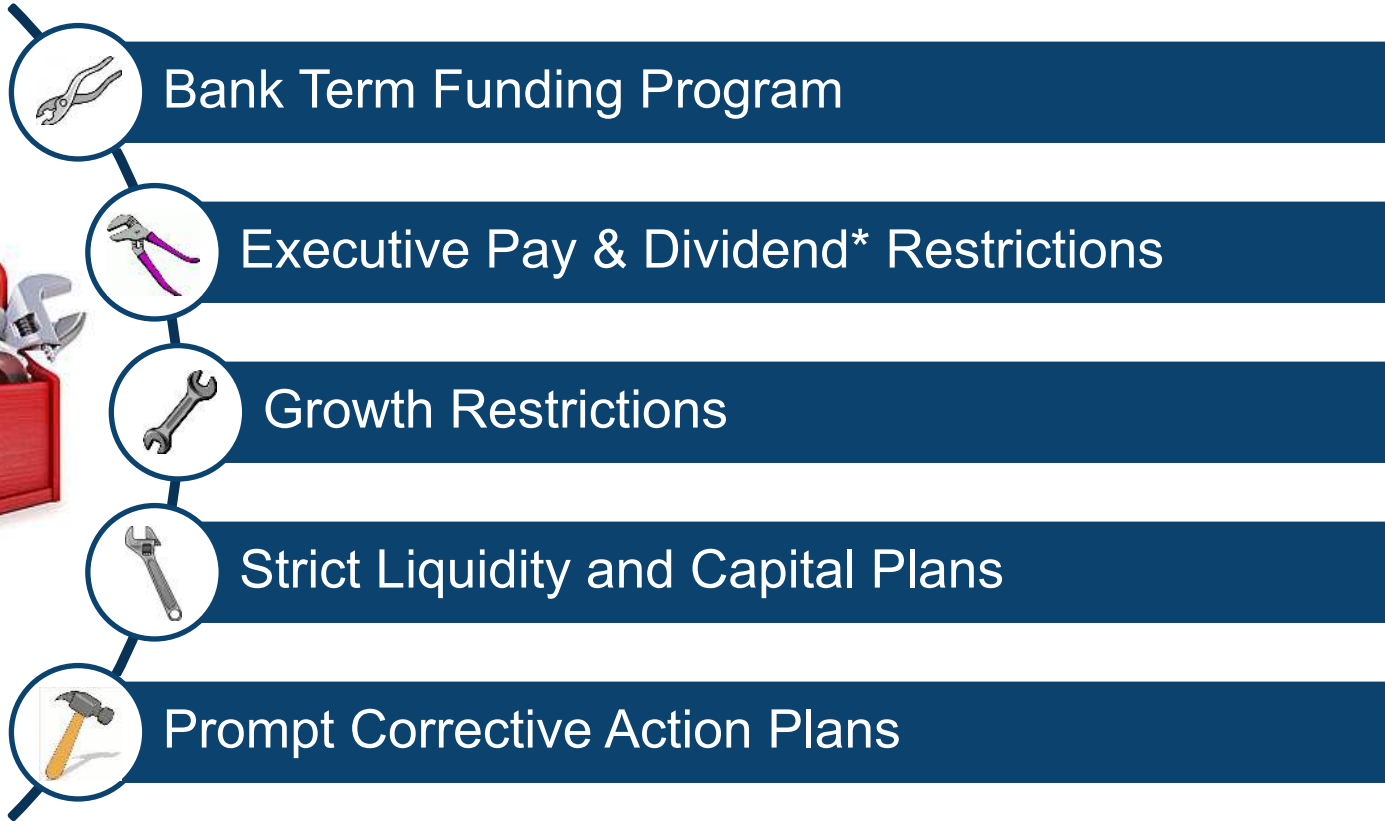 Bank Term Funding Program
Executive Pay & Dividend* Restrictions
Growth Restrictions
Strict Liquidity and Capital Plans
Prompt Corrective Action Plans